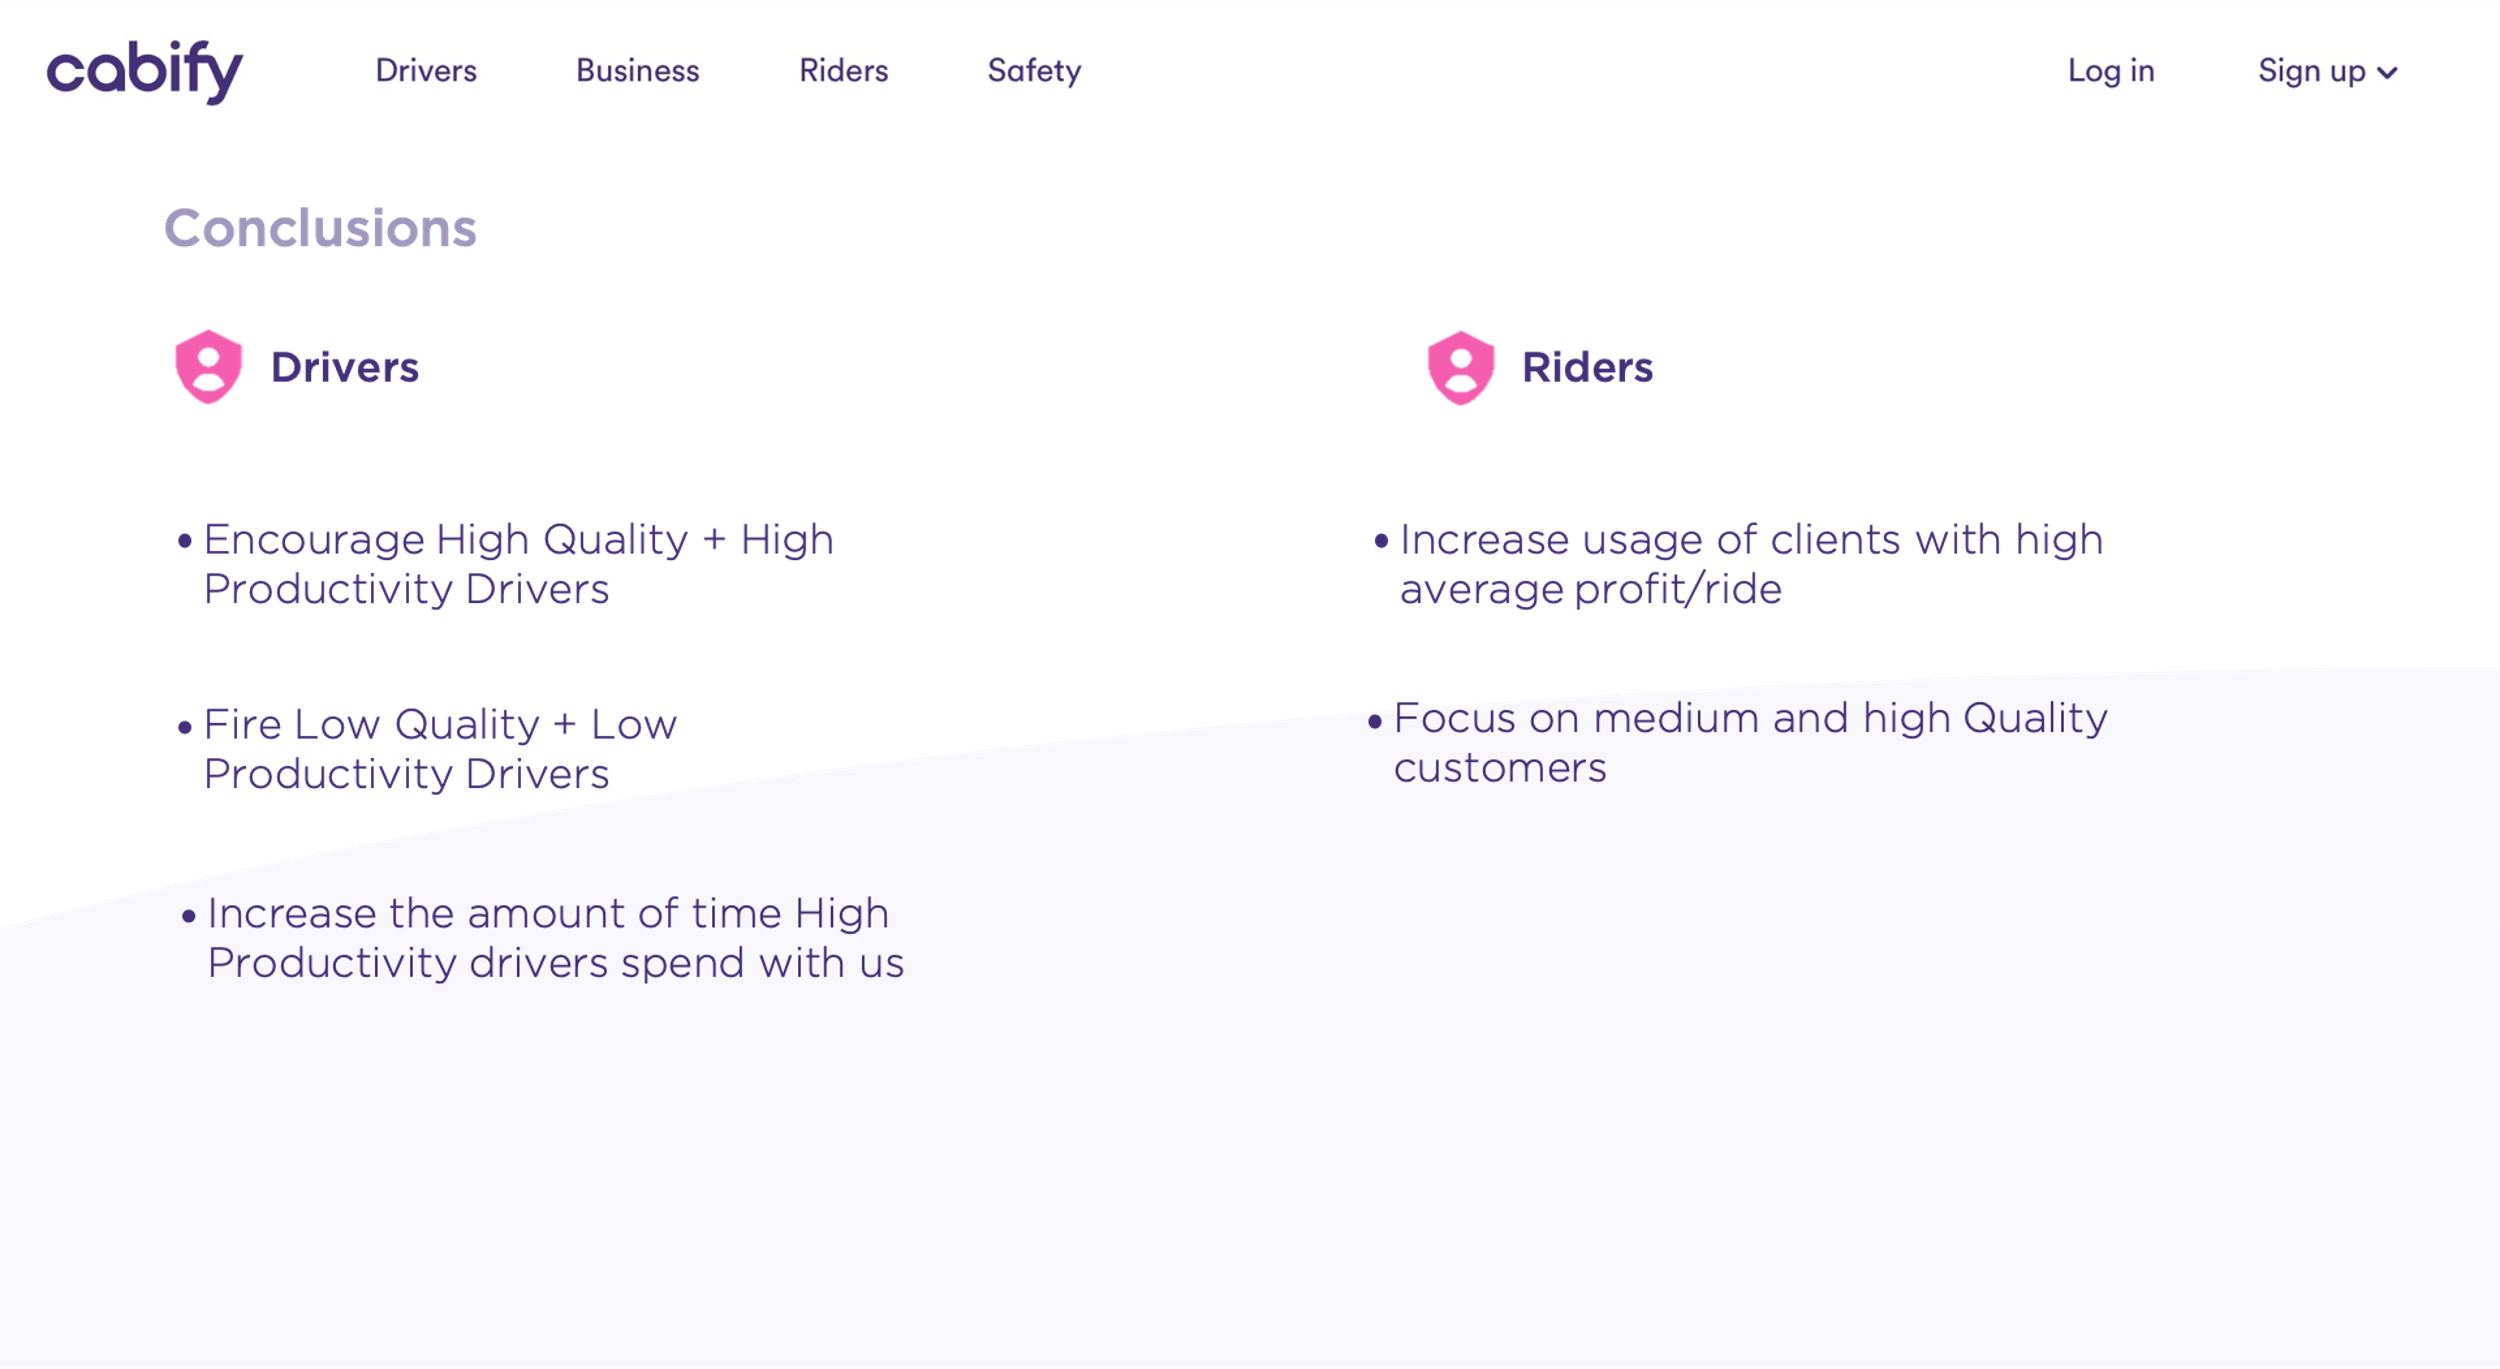 cabify
Drivers
Business
Riders
Safety
Log in
Sign up
Conclusions
Drivers
• Encourage High Quality + High
Productivity Drivers
• Fire Low Quality + Low
Productivity Drivers
• Increase the amount of time High
Productivity drivers spend with us
Riders
• Increase usage of clients with high
average profit/ride
• Focus on medium and high Quality
customers